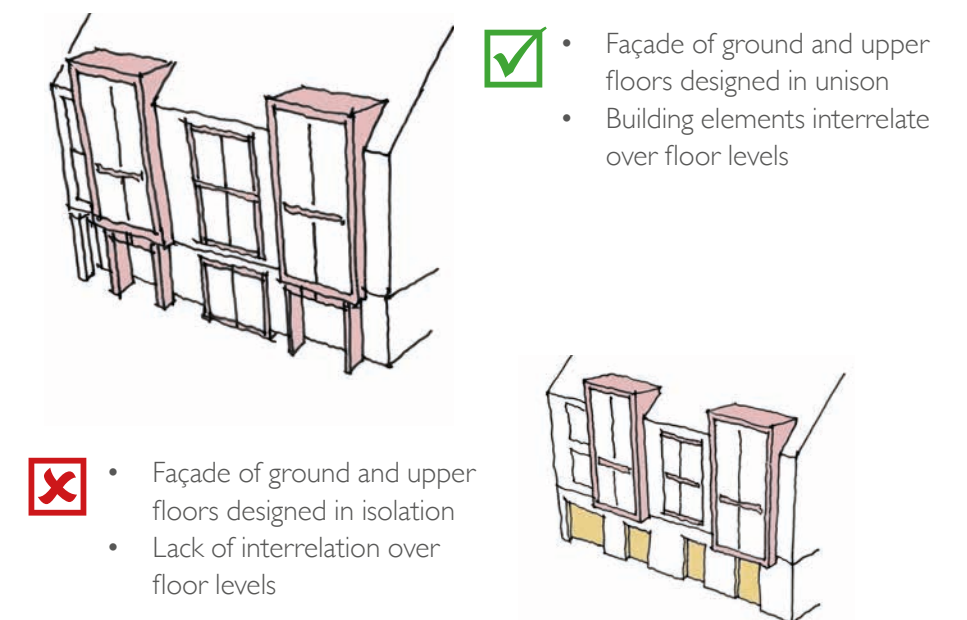 • Façade of ground and upper
floors designed in unison
• Building elements interrelate
over floor levels
• Façade of ground and upper
floors designed in isolation
• Lack of interrelation over
floor levels